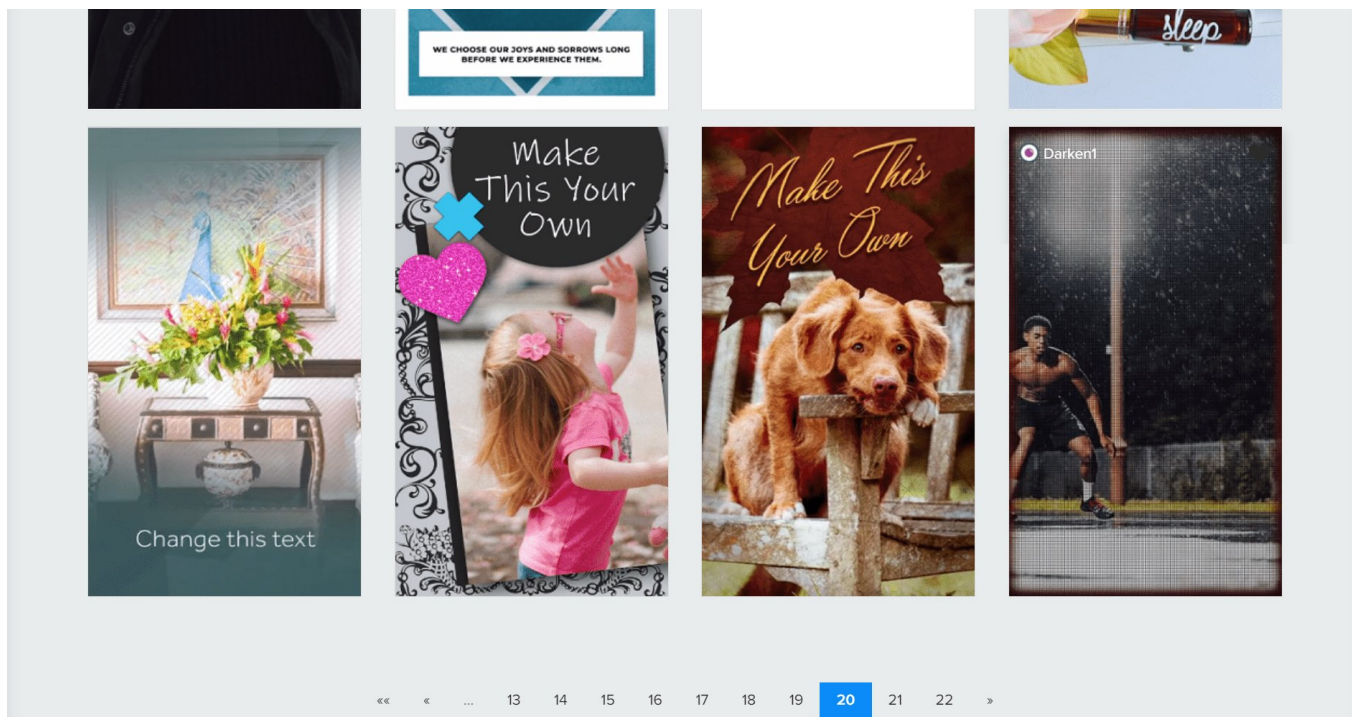 WE CHOOSE OUR JOYS AND SORROWS LONG
BEFORE WE EXPERIENCE THEM.
sleep
Change this text
Make
This Your
Own
Make This
Your Own
Darken1
«« « ... 13 14 15 16 17 18 19 20 21 22 »